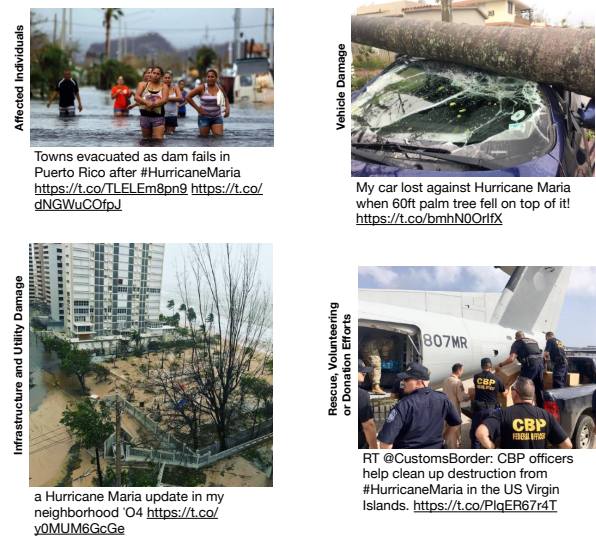 Affected Individuals
Towns evacuated as dam fails in
Puerto Rico after #HurricaneMaria
https://t.co/TLELEm8pn9 https://t.co/
dNGWuCOfpJ
Vehicle Damage
My car lost against Hurricane Maria
when 60ft palm tree fell on top of it!
https://t.co/bmhN0OrIfX
Infrastructure and Utility Damage
a Hurricane Maria update in my
neighborhood 'O4 https://t.co/
y0MUM6GcGe
Rescue, Volunteering
or Donation Efforts
807MR
CBP
CBP
FEDERAL OFFICER
RT @CustomsBorder: CBP officers
help clean up destruction from
#HurricaneMaria in the US Virgin
Islands. https://t.co/PlqER67r4T